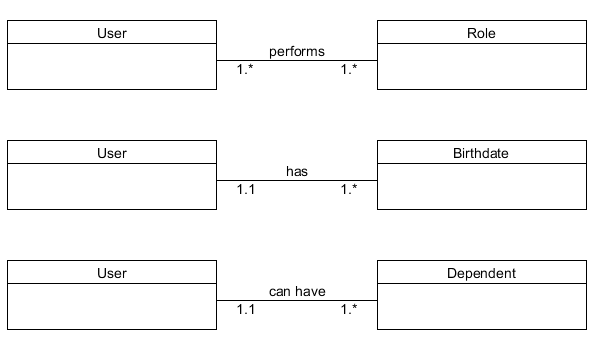 User
Role
performs
1.*
1.*
User
Birthdate
has
1.1
1.*
User
Dependent
can have
1.1
1.*